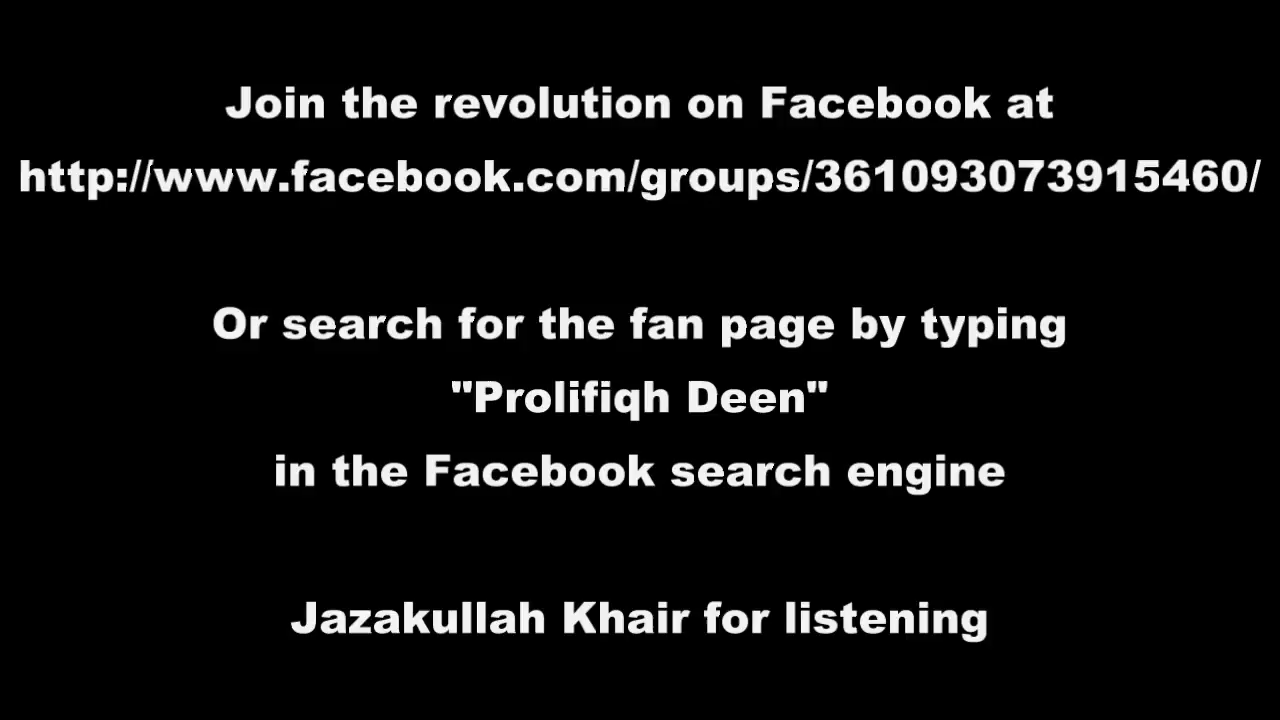 Join the revolution on Facebook at
http://www.facebook.com/groups/361093073915460/
Or search for the fan page by typing
"Prolifiqh Deen"
in the Facebook search engine
Jazakullah Khair for listening